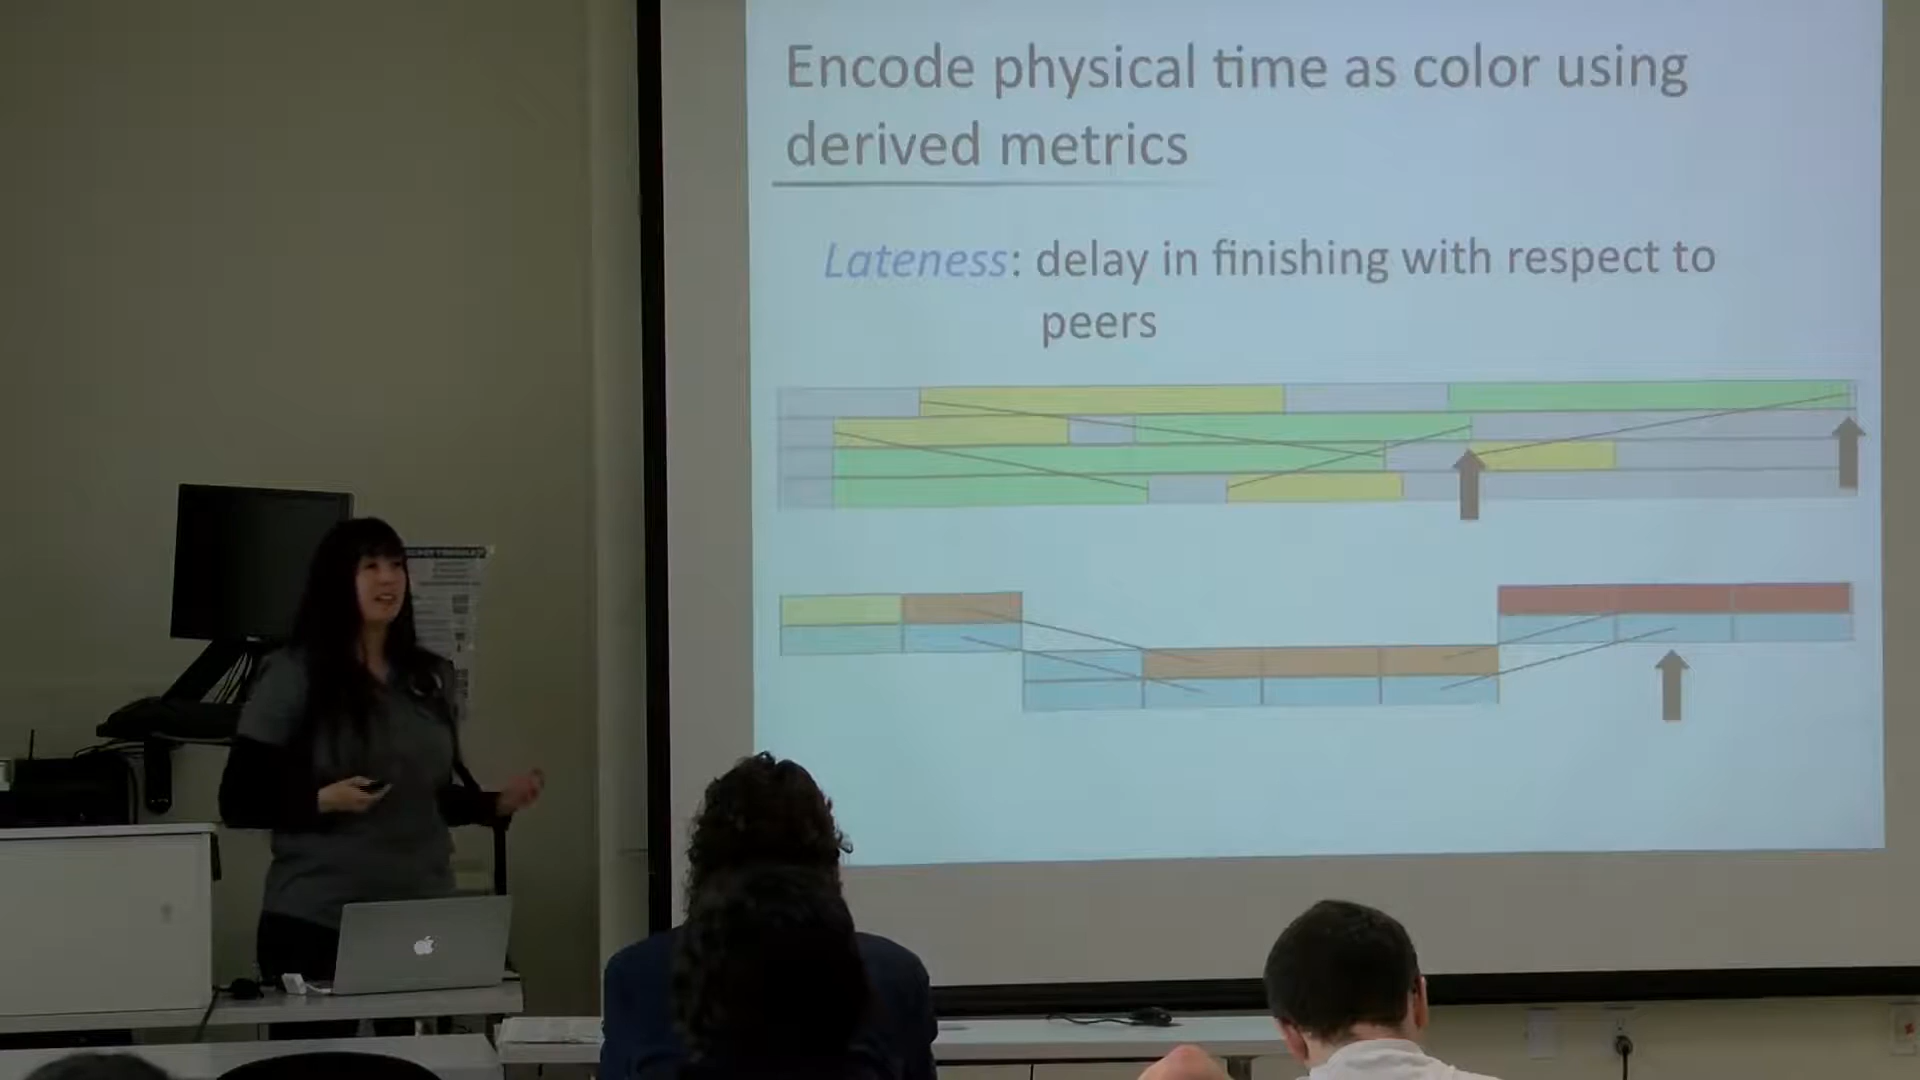 Encode physical time as color using
derived metrics
Lateness: delay in finishing with respect to
peers